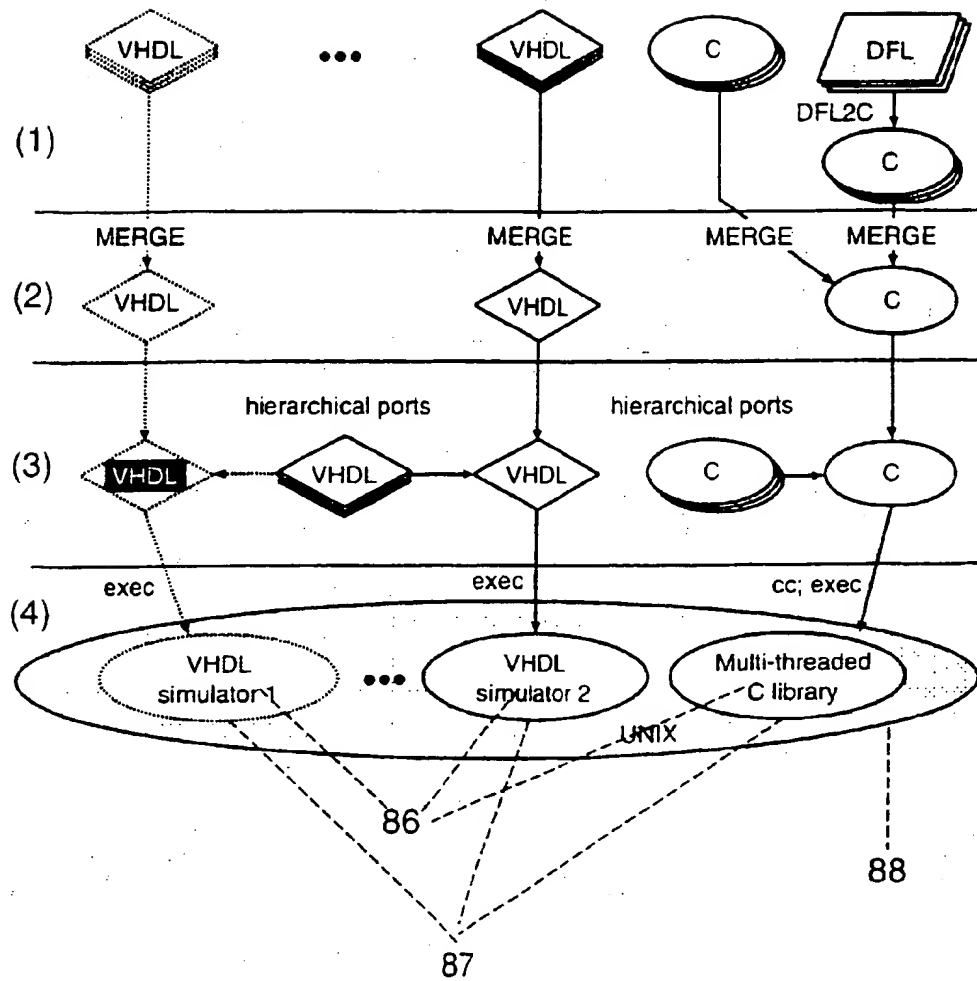 VHDL
•••
VHDL
C
DFL
DFL2C
(1)
C
MERGE
MERGE
MERGE
MERGE
(2)
VHDL
VHDL
C
hierarchical ports
hierarchical ports
(3)
VHDL
VHDL
VHDL
C
C
exec
exec
cc; exec
(4)
VHDL
simulator 1
•••
VHDL
simulator 2
Multi-threaded
C library
UNIX
86
88
87